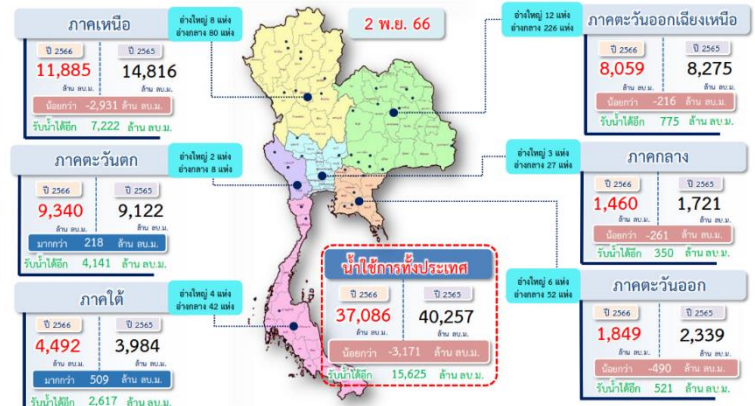 2 พ.ย. 66
ภาคเหนือ
อ่างใหญ่ 8 แห่ง
อ่างกลาง 80 แห่ง
ปี 2566 ปี 2565
11,885 14,816
ล้าน ลบ.ม. ล้าน ลบ.ม.
น้อยกว่า -2,931 ล้าน ลบ.ม.
รับน้ำได้อีก 7,222 ล้าน ลบ.ม.
ภาคตะวันออกเฉียงเหนือ
อ่างใหญ่ 12 แห่ง
อ่างกลาง 226 แห่ง
ปี 2566 ปี 2565
8,059 8,275
ล้าน ลบ.ม. ล้าน ลบ.ม.
น้อยกว่า -216 ล้าน ลบ.ม.
รับน้ำได้อีก 775 ล้าน ลบ.ม.
ภาคตะวันตก
อ่างใหญ่ 2 แห่ง
อ่างกลาง 8 แห่ง
ปี 2566 ปี 2565
9,340 9,122
ล้าน ลบ.ม. ล้าน ลบ.ม.
มากกว่า 218 ล้าน ลบ.ม.
รับน้ำได้อีก 4,141 ล้าน ลบ.ม.
ภาคกลาง
อ่างใหญ่ 3 แห่ง
อ่างกลาง 27 แห่ง
ปี 2566 ปี 2565
1,460 1,721
ล้าน ลบ.ม. ล้าน ลบ.ม.
น้อยกว่า -261 ล้าน ลบ.ม.
รับน้ำได้อีก 350 ล้าน ลบ.ม.
ภาคใต้
อ่างใหญ่ 4 แห่ง
อ่างกลาง 42 แห่ง
ปี 2566 ปี 2565
4,492 3,984
ล้าน ลบ.ม. ล้าน ลบ.ม.
มากกว่า 509 ล้าน ลบ.ม.
รับน้ำได้อีก 2,617 ล้าน ลบ.ม.
น้ำใช้การทั้งประเทศ
ปี 2566 ปี 2565
37,086 40,257
ล้าน ลบ.ม. ล้าน ลบ.ม.
น้อยกว่า -3,171 ล้าน ลบ.ม.
รับน้ำได้อีก 15,625 ล้าน ลบ.ม.
ภาคตะวันออก
อ่างใหญ่ 6 แห่ง
อ่างกลาง 52 แห่ง
ปี 2566 ปี 2565
1,849 2,339
ล้าน ลบ.ม. ล้าน ลบ.ม.
น้อยกว่า -490 ล้าน ลบ.ม.
รับน้ำได้อีก 521 ล้าน ลบ.ม.